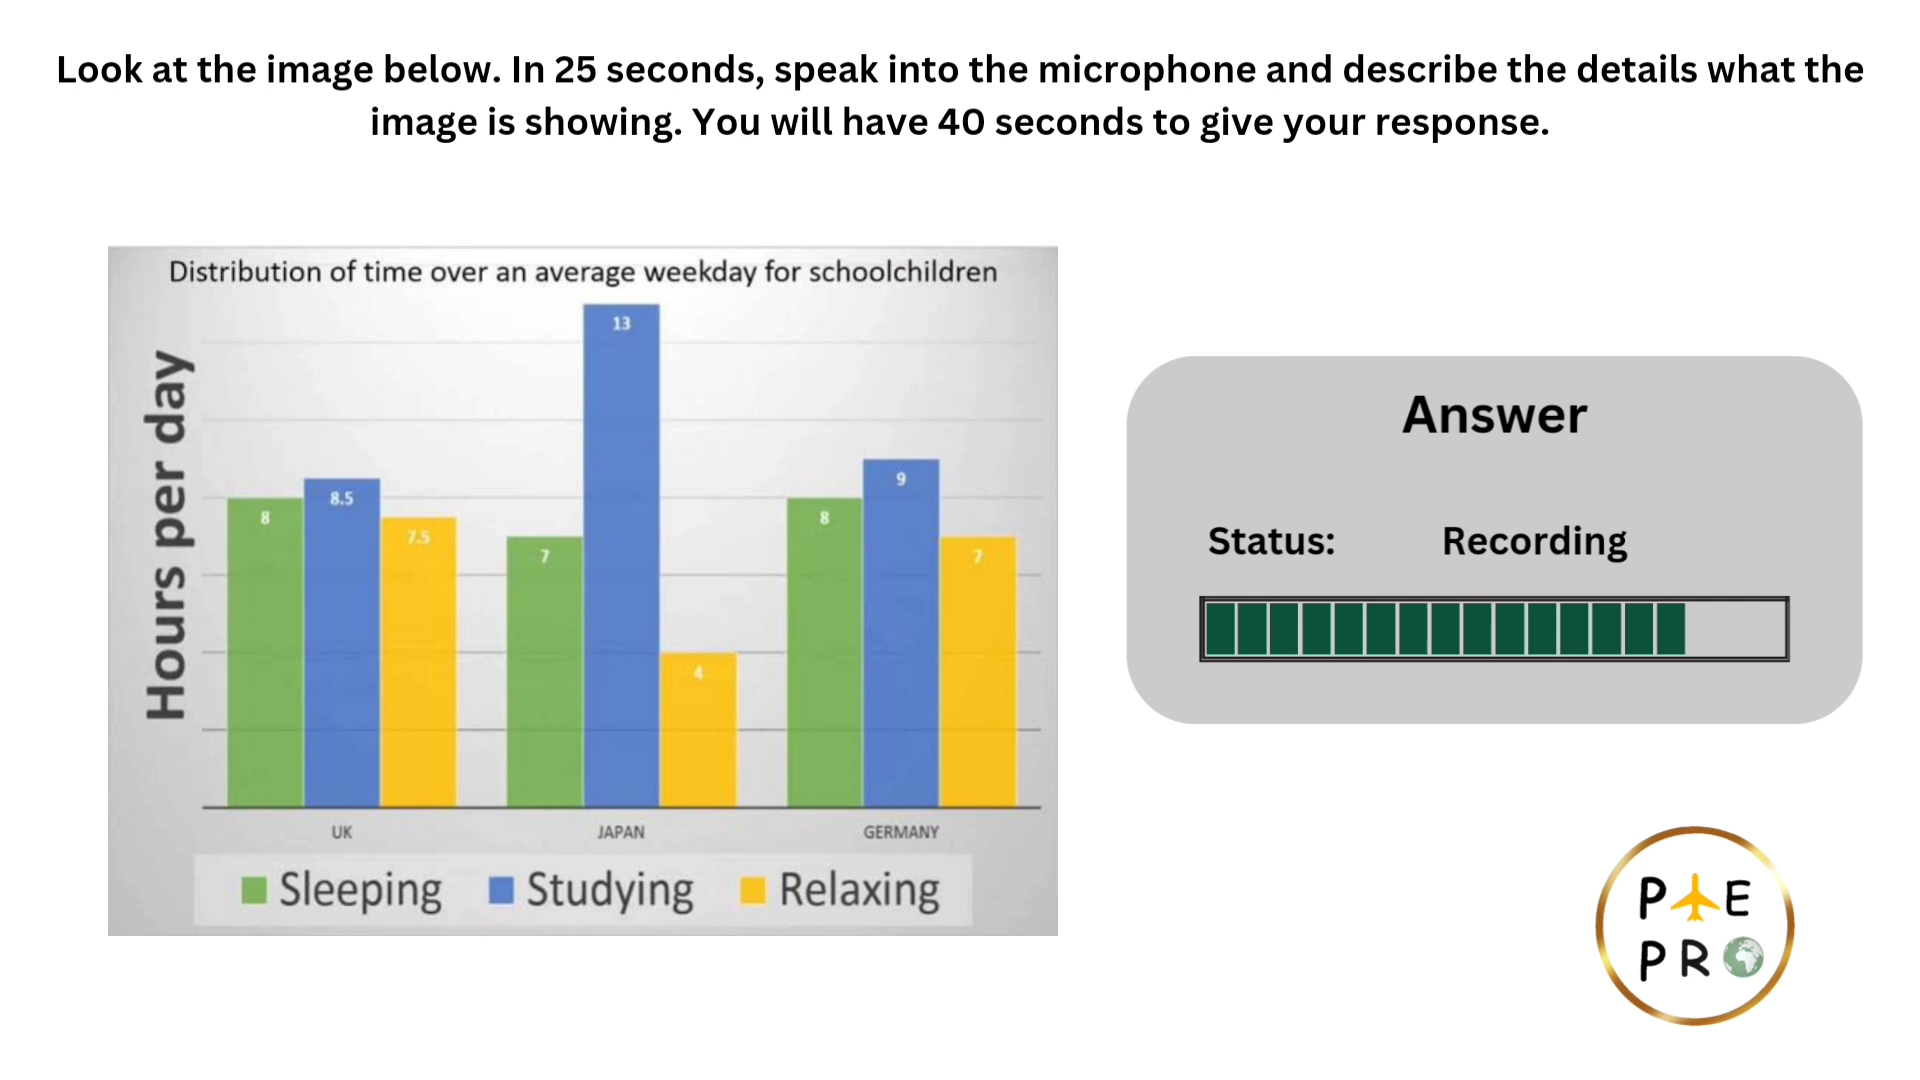 Look at the image below. In 25 seconds, speak into the microphone and describe the details what the
image is showing. You will have 40 seconds to give your response.
Distribution of time over an average weekday for schoolchildren
Hours per day
8
8.5
7.5
7
13
4
8
9
7
UK
JAPAN
GERMANY
Sleeping
Studying
Relaxing
Answer
Status: Recording
P E
PR